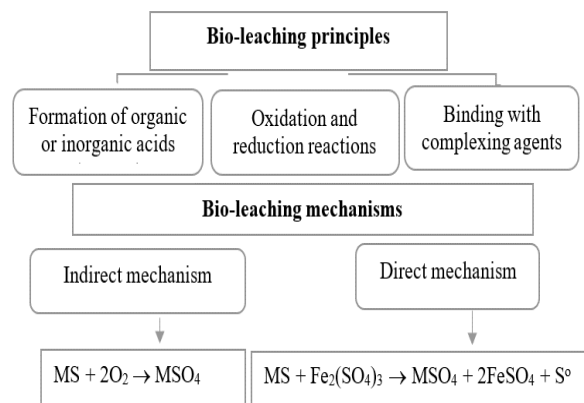 Bio-leaching principles
Formation of organic
or inorganic acids
Oxidation and
reduction reactions
Binding with
complexing agents
Bio-leaching mechanisms
Indirect mechanism
Direct mechanism
MS + 2O₂ → MSO₄
MS + Fe₂(SO₄)₃ → MSO₄ + 2FeSO₄ + Sº